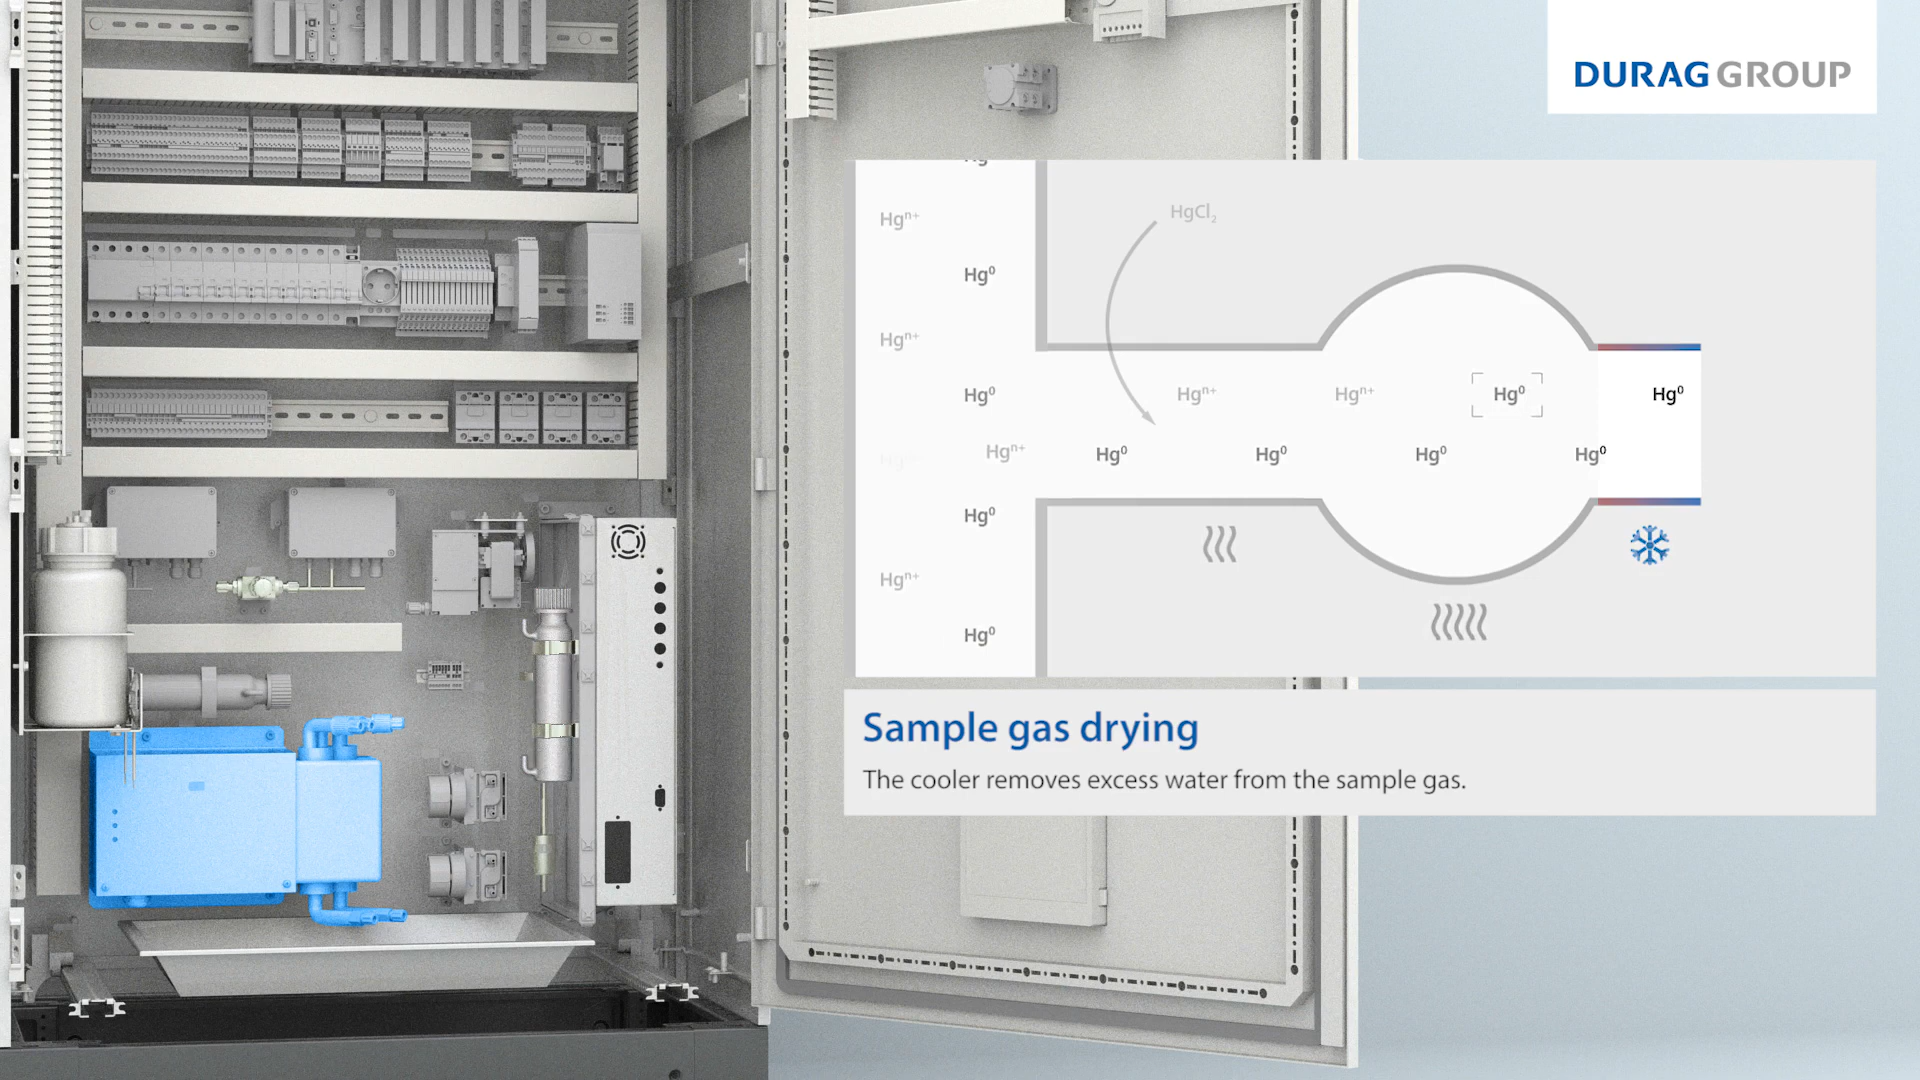 DURAG GROUP
Hgⁿ⁺
HgCl₂
Hg⁰
Hgⁿ⁺
Hg⁰
Hgⁿ⁺
Hgⁿ⁺
Hg⁰
Hg⁰
Hgⁿ⁺
Hg⁰
Hg⁰
Hg⁰
Hg⁰
Hg⁰
Hgⁿ⁺
Hg⁰
Sample gas drying
The cooler removes excess water from the sample gas.